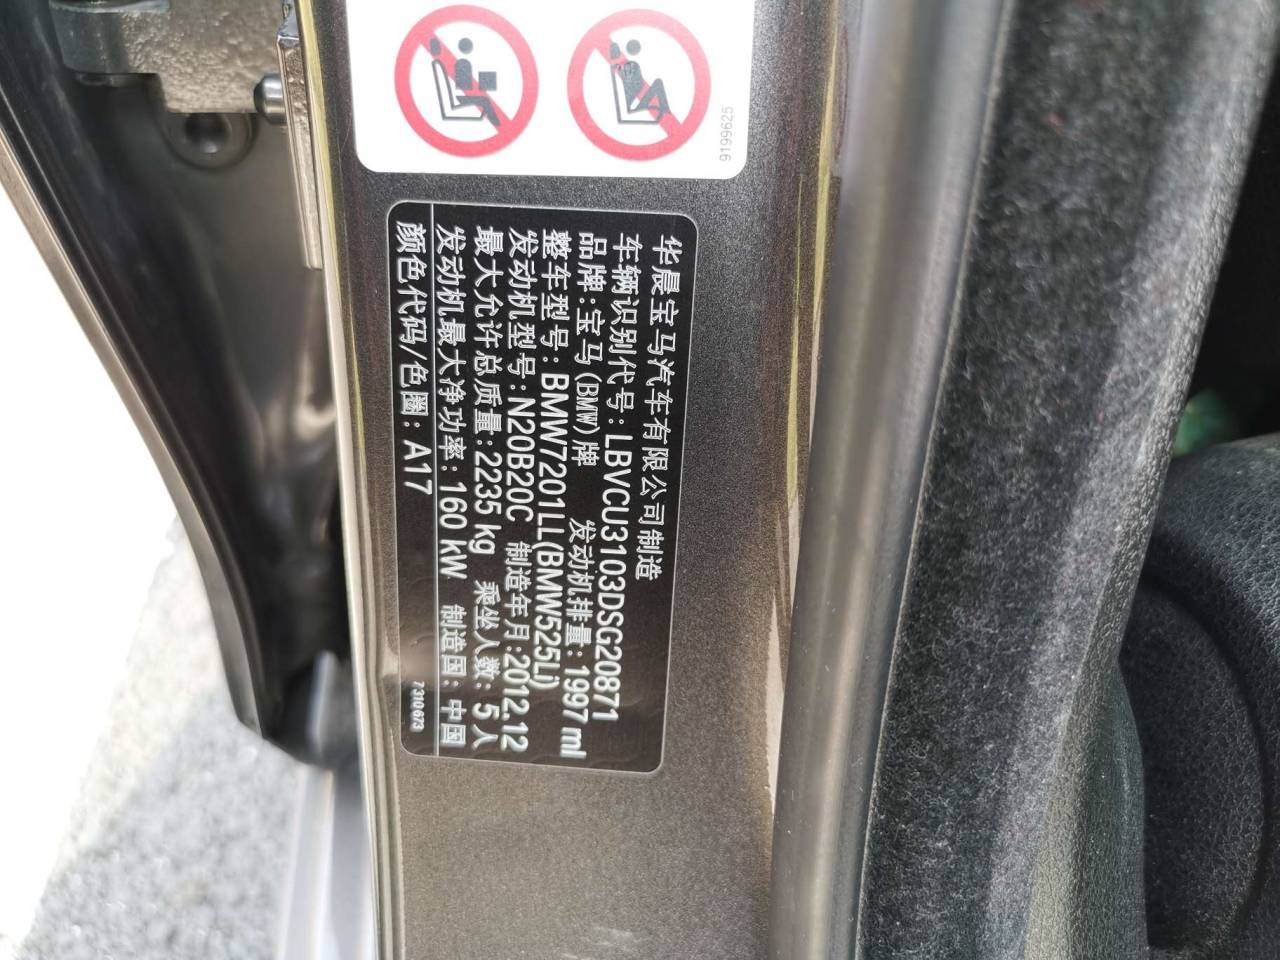 9199625
华晨宝马汽车有限公司制造
车辆识别代号: LBVCU3103DSG20871
品牌: 宝马(BMW)牌 发动机排量: 1997 ml
整车型号: BMW7201LL(BMW525Li)
发动机型号: N20B20C 制造年月: 2012.12
最大允许总质量: 2235 kg 乘坐人数: 5人
发动机最大净功率: 160 kW 制造国: 中国
颜色代码/色圈: A17
7310673